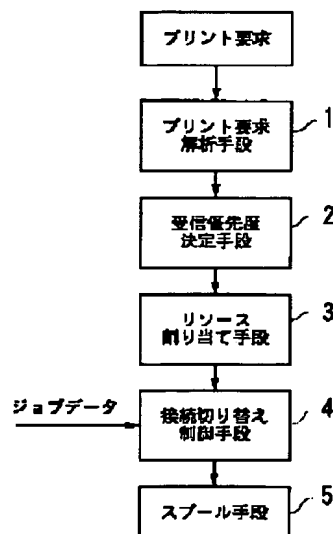 プリント要求
プリント要求
解析手段
1
受信優先度
決定手段
2
リソース
割り当て手段
3
ジョブデータ
接続切り替え
制御手段
4
スプール手段
5